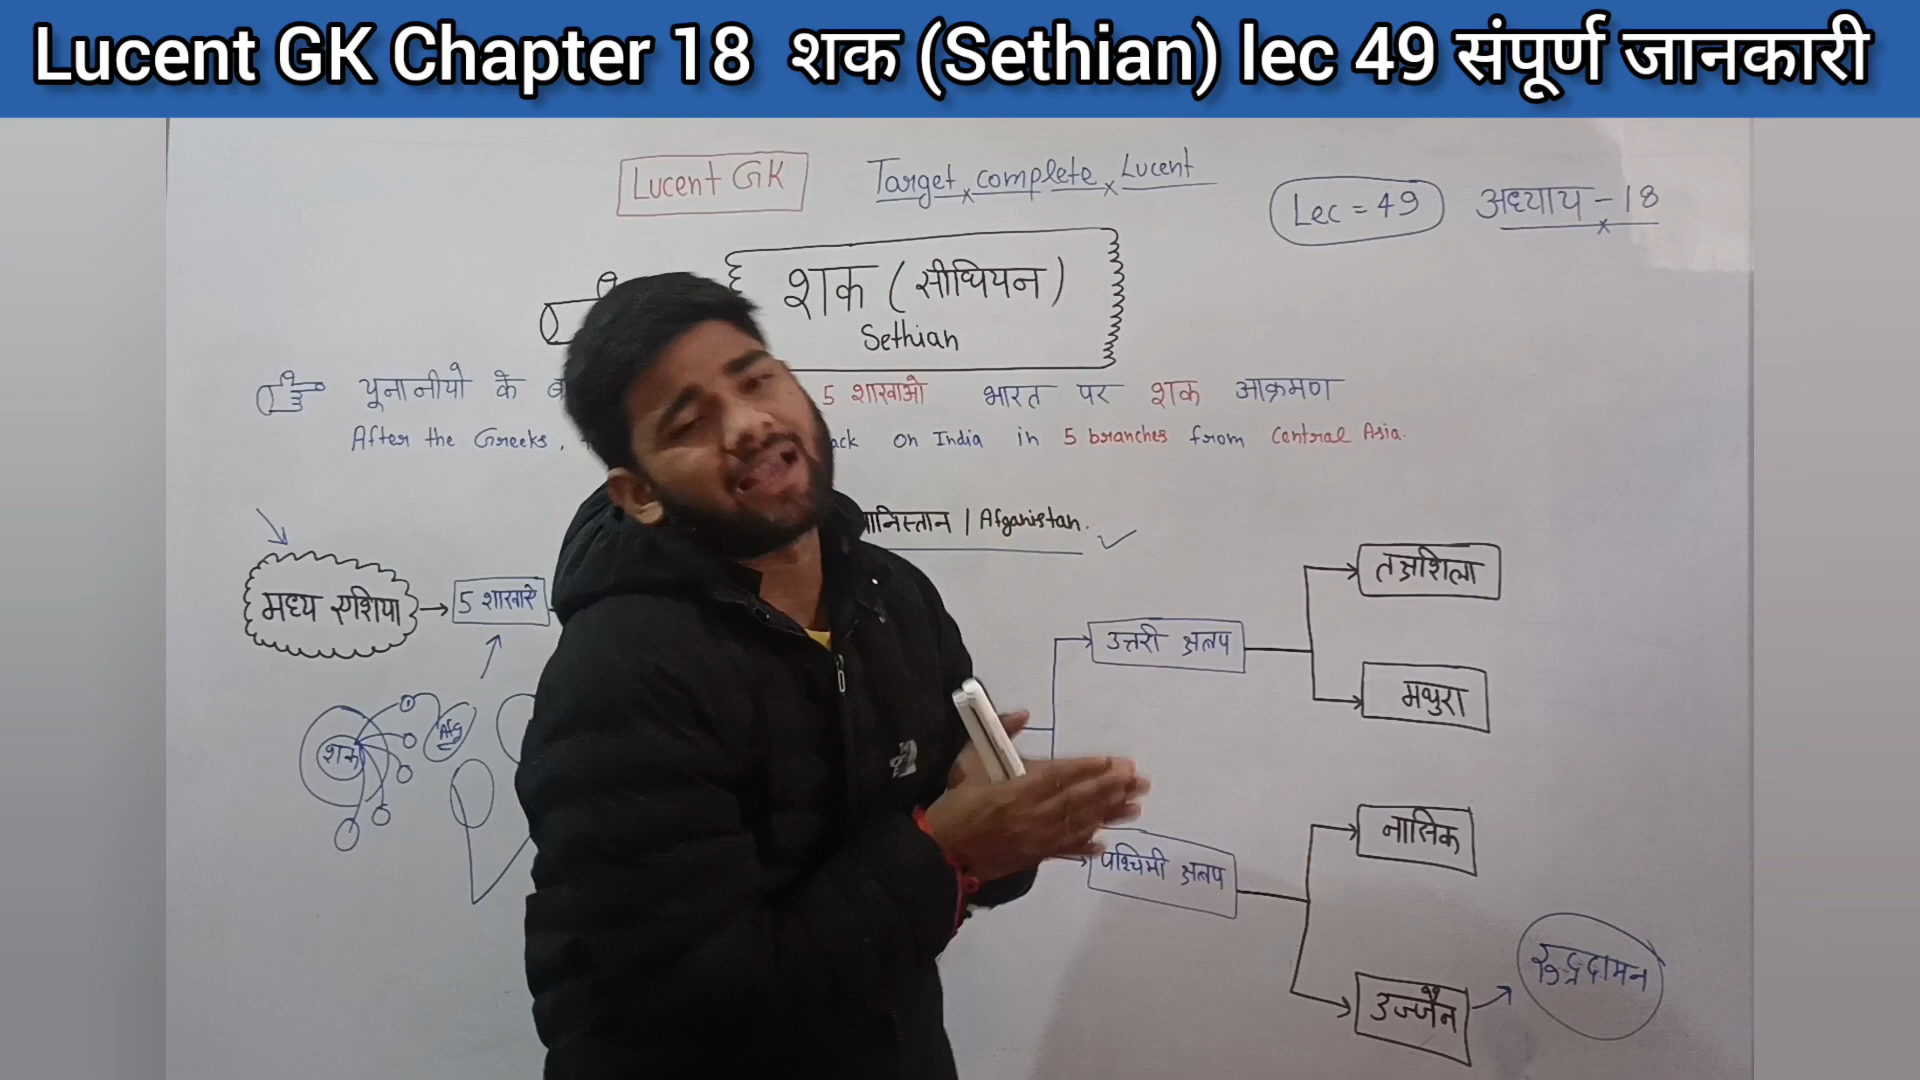 Lucent GK Chapter 18 शक (Sethian) lec 49 संपूर्ण जानकारी
Lucent GK
Target complete Lucent
Lec = 49
अध्याय - 18
शक (सीथियन)
Sethian
यूनानीयो के 5 शाखाओ भारत पर शक आक्रमण
After the Greeks, ack on India in 5 branches from Central Asia.
ानिस्तान | Afganistan.
मध्य एशिया
5 शाखाऐ
उत्तरी क्षत्रप
तक्षशिला
मथुरा
शक
1
Afg
पश्चिमी क्षत्रप
नासिक
उज्जैन
रुद्रदामन